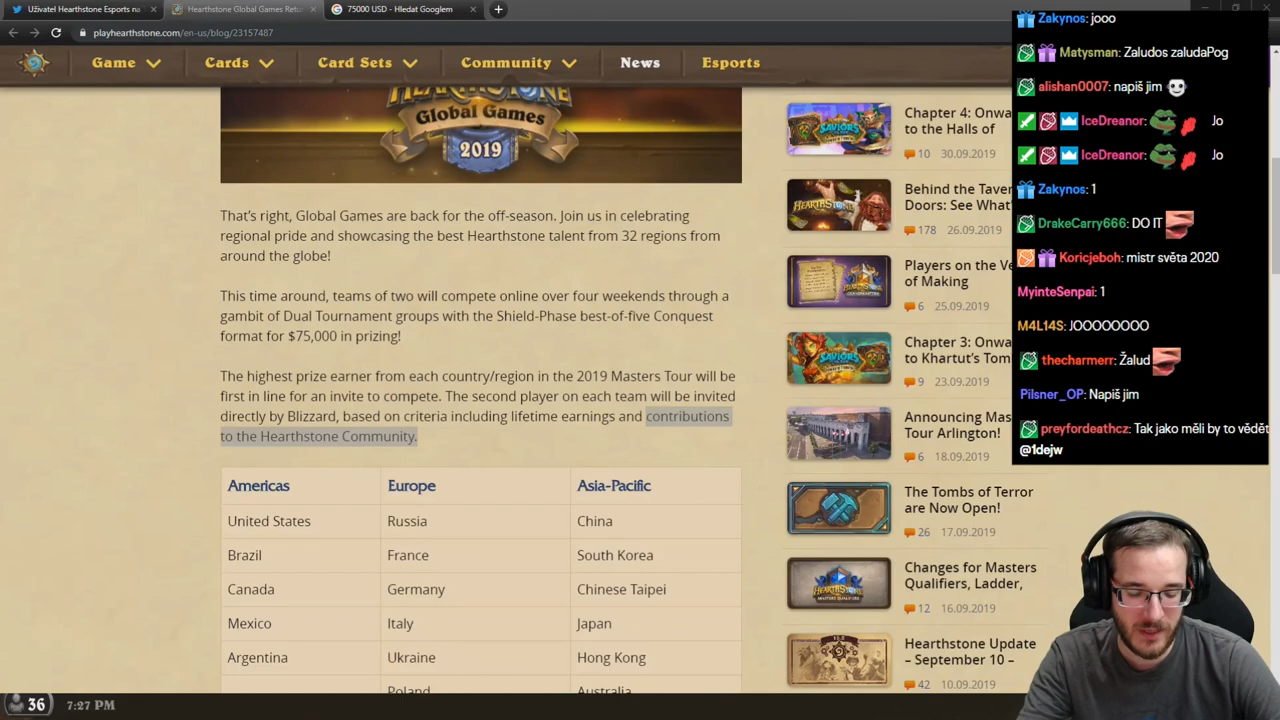 Uživatel Hearthstone Esports na
Hearthstone Global Games Retu
75000 USD - Hledat Googlem
playhearthstone.com/en-us/blog/23157487
Game
Cards
Card Sets
Community
News
Esports
HEARTHSTONE
Global Games
2019
That's right, Global Games are back for the off-season. Join us in celebrating
regional pride and showcasing the best Hearthstone talent from 32 regions from
around the globe!
This time around, teams of two will compete online over four weekends through a
gambit of Dual Tournament groups with the Shield-Phase best-of-five Conquest
format for $75,000 in prizing!
The highest prize earner from each country/region in the 2019 Masters Tour will be
first in line for an invite to compete. The second player on each team will be invited
directly by Blizzard, based on criteria including lifetime earnings and contributions
to the Hearthstone Community.
Americas Europe Asia-Pacific
United States Russia China
Brazil France South Korea
Canada Germany Chinese Taipei
Mexico Italy Japan
Argentina Ukraine Hong Kong
Poland Australia
Chapter 4: Onwa
to the Halls of
10 30.09.2019
Behind the Taver
Doors: See What
178 26.09.2019
Players on the Ve
of Making
6 25.09.2019
Chapter 3: Onwa
to Khartut's Tom
9 23.09.2019
Announcing Mas
Tour Arlington!
6 18.09.2019
The Tombs of Terror
are Now Open!
26 17.09.2019
Changes for Masters
Qualifiers, Ladder,
12 16.09.2019
Hearthstone Update
– September 10 –
42 10.09.2019
Zakynos: jooo
Matysman: Zaludos zaludaPog
alishan0007: napiš jim
IceDreanor: Jo
IceDreanor: Jo
Zakynos: 1
DrakeCarry666: DO IT
Koricjeboh: mistr světa 2020
MyinteSenpai: 1
M4L14S: JOOOOOOOO
thecharmerr: Žalud
Pilsner_OP: Napiš jim
preyfordeathcz: Tak jako měli by to vědět
@1dejw
36 7:27 PM